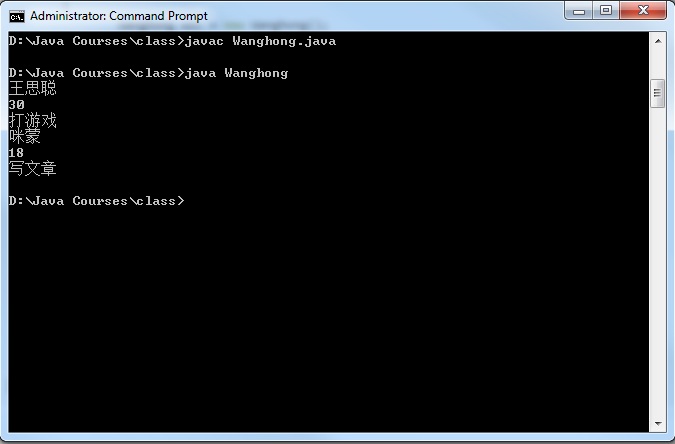 Administrator: Command Prompt
D:\Java Courses\class>javac Wanghong.java
D:\Java Courses\class>java Wanghong
王思聪
30
打游戏
咪蒙
18
写文章
D:\Java Courses\class>